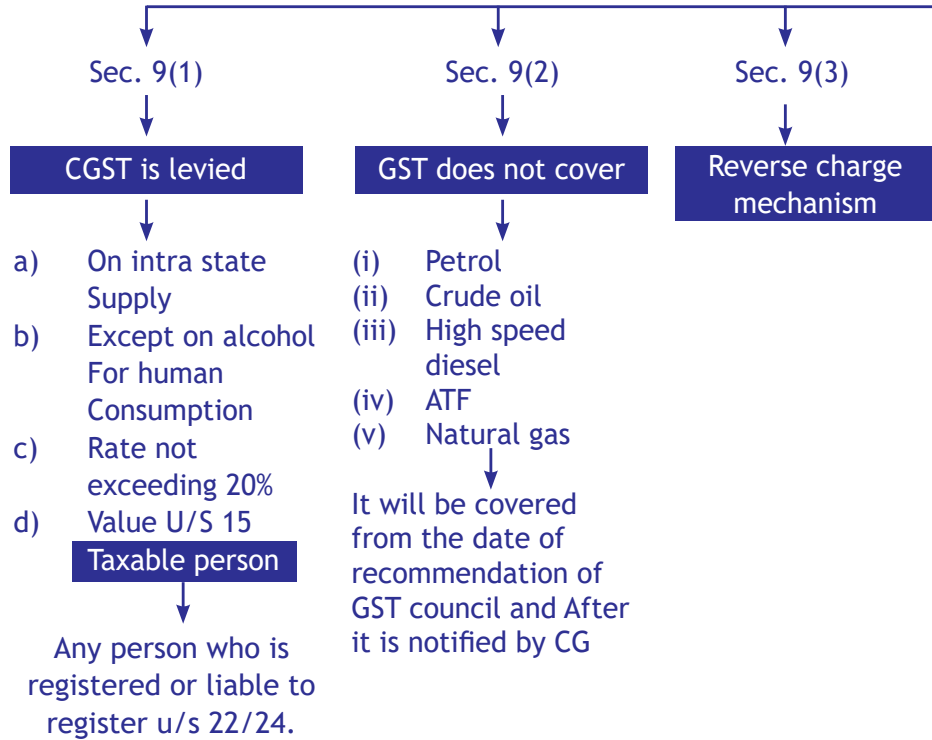 Sec. 9(1)
CGST is levied
a) On intra state
Supply
b) Except on alcohol
For human
Consumption
c) Rate not
exceeding 20%
d) Value U/S 15
Taxable person
Any person who is
registered or liable to
register u/s 22/24.
Sec. 9(2)
GST does not cover
(i) Petrol
(ii) Crude oil
(iii) High speed
diesel
(iv) ATF
(v) Natural gas
It will be covered
from the date of
recommendation of
GST council and After
it is notified by CG
Sec. 9(3)
Reverse charge
mechanism